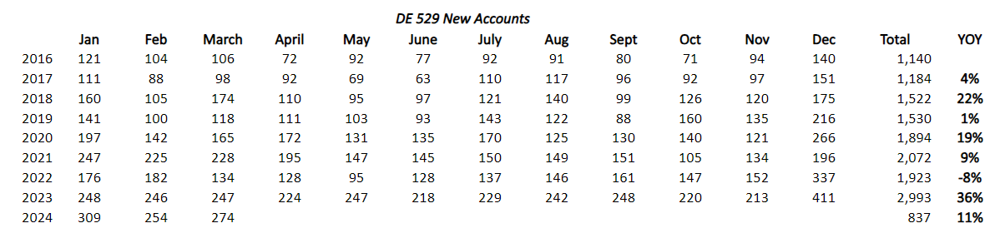 DE 529 New Accounts
Jan Feb March April May June July Aug Sept Oct Nov Dec Total YOY
2016 121 104 106 72 92 77 92 91 80 71 94 140 1,140
2017 111 88 98 92 69 63 110 117 96 92 97 151 1,184 4%
2018 160 105 174 110 95 97 121 140 99 126 120 175 1,522 22%
2019 141 100 118 111 103 93 143 122 88 160 135 216 1,530 1%
2020 197 142 165 172 131 135 170 125 130 140 121 266 1,894 19%
2021 247 225 228 195 147 145 150 149 151 105 134 196 2,072 9%
2022 176 182 134 128 95 128 137 146 161 147 152 337 1,923 -8%
2023 248 246 247 224 247 218 229 242 248 220 213 411 2,993 36%
2024 309 254 274 837 11%